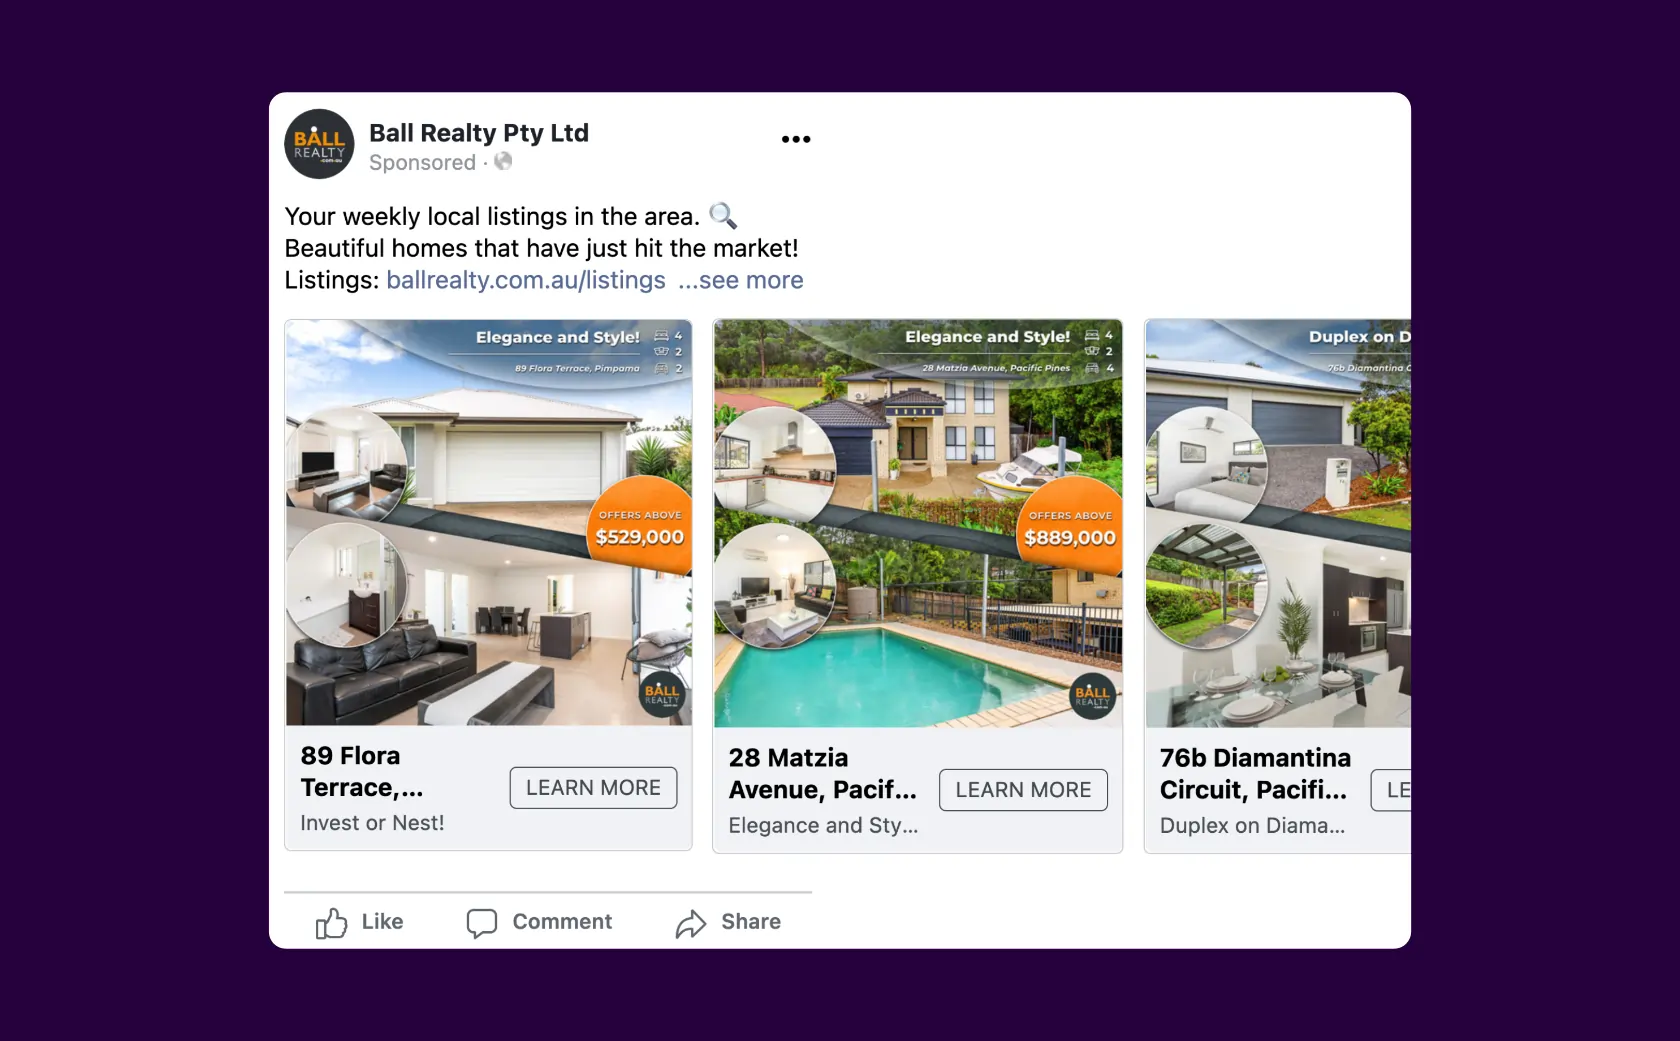 BALL
REALTY
.com.au
Ball Realty Pty Ltd
Sponsored ·
Your weekly local listings in the area.
Beautiful homes that have just hit the market!
Listings: ballrealty.com.au/listings ...see more
Elegance and Style!
4
2
89 Flora Terrace, Pimpama
2
OFFERS ABOVE
$529,000
BALL
REALTY
.com.au
89 Flora
Terrace,...
LEARN MORE
Invest or Nest!
Elegance and Style!
4
2
28 Matzia Avenue, Pacific Pines
4
OFFERS ABOVE
$889,000
BALL
REALTY
.com.au
28 Matzia
Avenue, Pacif...
LEARN MORE
Elegance and Sty...
Duplex on D
76b Diamantina C
76b Diamantina
Circuit, Pacifi...
LE
Duplex on Diama...
Like
Comment
Share